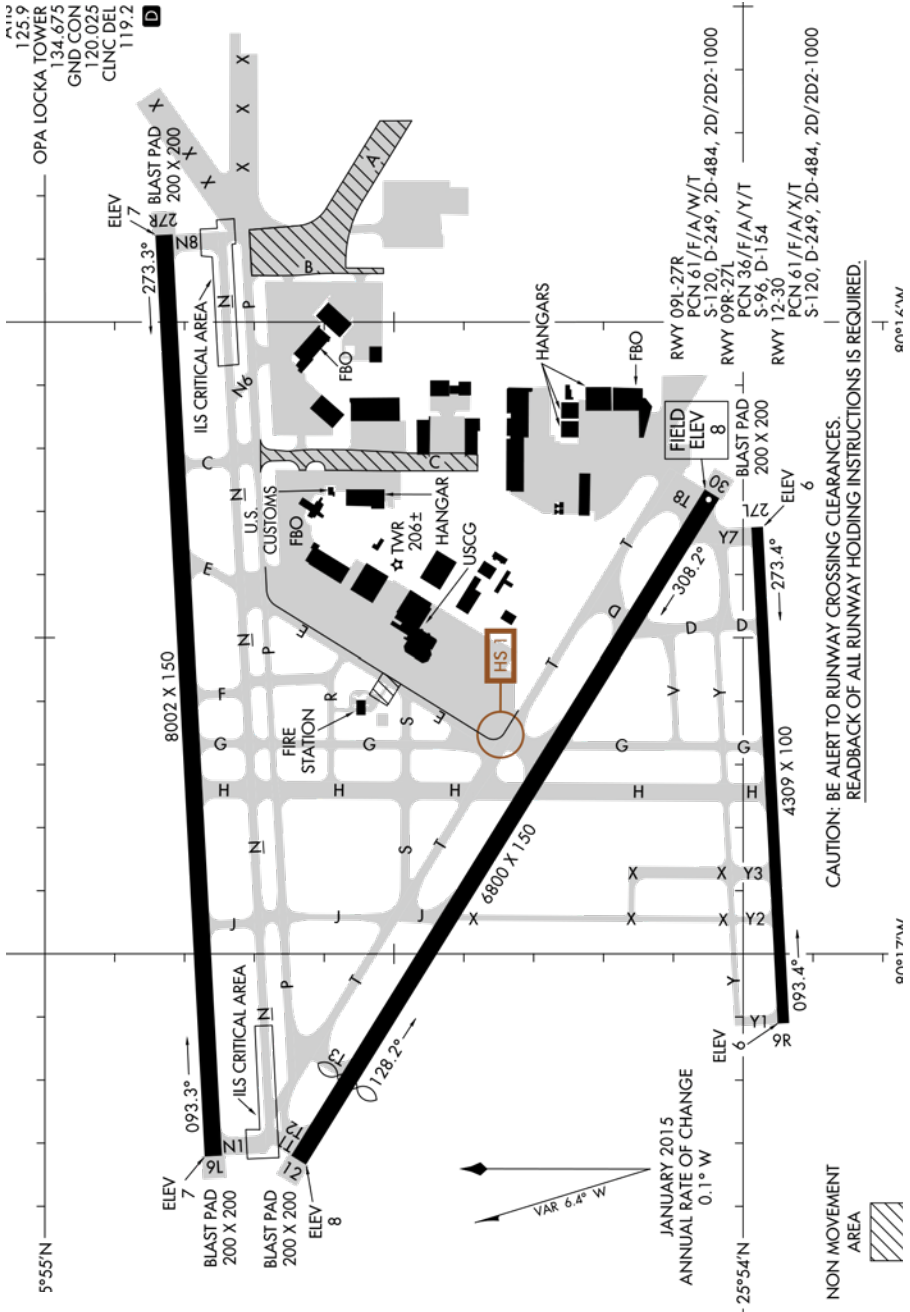 125.9
OPA LOCKA TOWER
134.675
GND CON
120.025
CLNC DEL
119.2
D
5°55'N
ELEV
7
BLAST PAD
200 X 200
27R
273.3°
N8
X
X
X
X
X
X
ILS CRITICAL AREA
N
P
N6
A
B
FBO
C
C
N
U.S.
CUSTOMS
FBO
HANGAR
TWR
206±
USCG
E
E
E
N
P
F
R
FIRE
STATION
S
G
G
8002 X 150
H
H
H
N
S
J
J
J
P
T
T
ILS CRITICAL AREA
N
093.3°
9L
N1
ELEV
7
BLAST PAD
200 X 200
BLAST PAD
200 X 200
ELEV
8
12
T1
T2
T3
128.2°
HS 1
T
T
T8
HANGARS
FBO
RWY 09L-27R
PCN 61/F/A/W/T
S-120, D-249, 2D-484, 2D/2D2-1000
RWY 09R-27L
PCN 36/F/A/Y/T
S-96, D-154
RWY 12-30
PCN 61/F/A/X/T
S-120, D-249, 2D-484, 2D/2D2-1000
FIELD
ELEV
8
30
BLAST PAD
200 X 200
308.2°
6800 X 150
D
D
D
V
Y
Y7
27L
ELEV
6
273.4°
G
G
H
H
X
X
X
X
X
Y3
Y2
Y
Y1
4309 X 100
093.4°
9R
ELEV
6
CAUTION: BE ALERT TO RUNWAY CROSSING CLEARANCES.
READBACK OF ALL RUNWAY HOLDING INSTRUCTIONS IS REQUIRED.
80°16'W
80°17'W
25°54'N
VAR 6.4° W
JANUARY 2015
ANNUAL RATE OF CHANGE
0.1° W
NON MOVEMENT
AREA